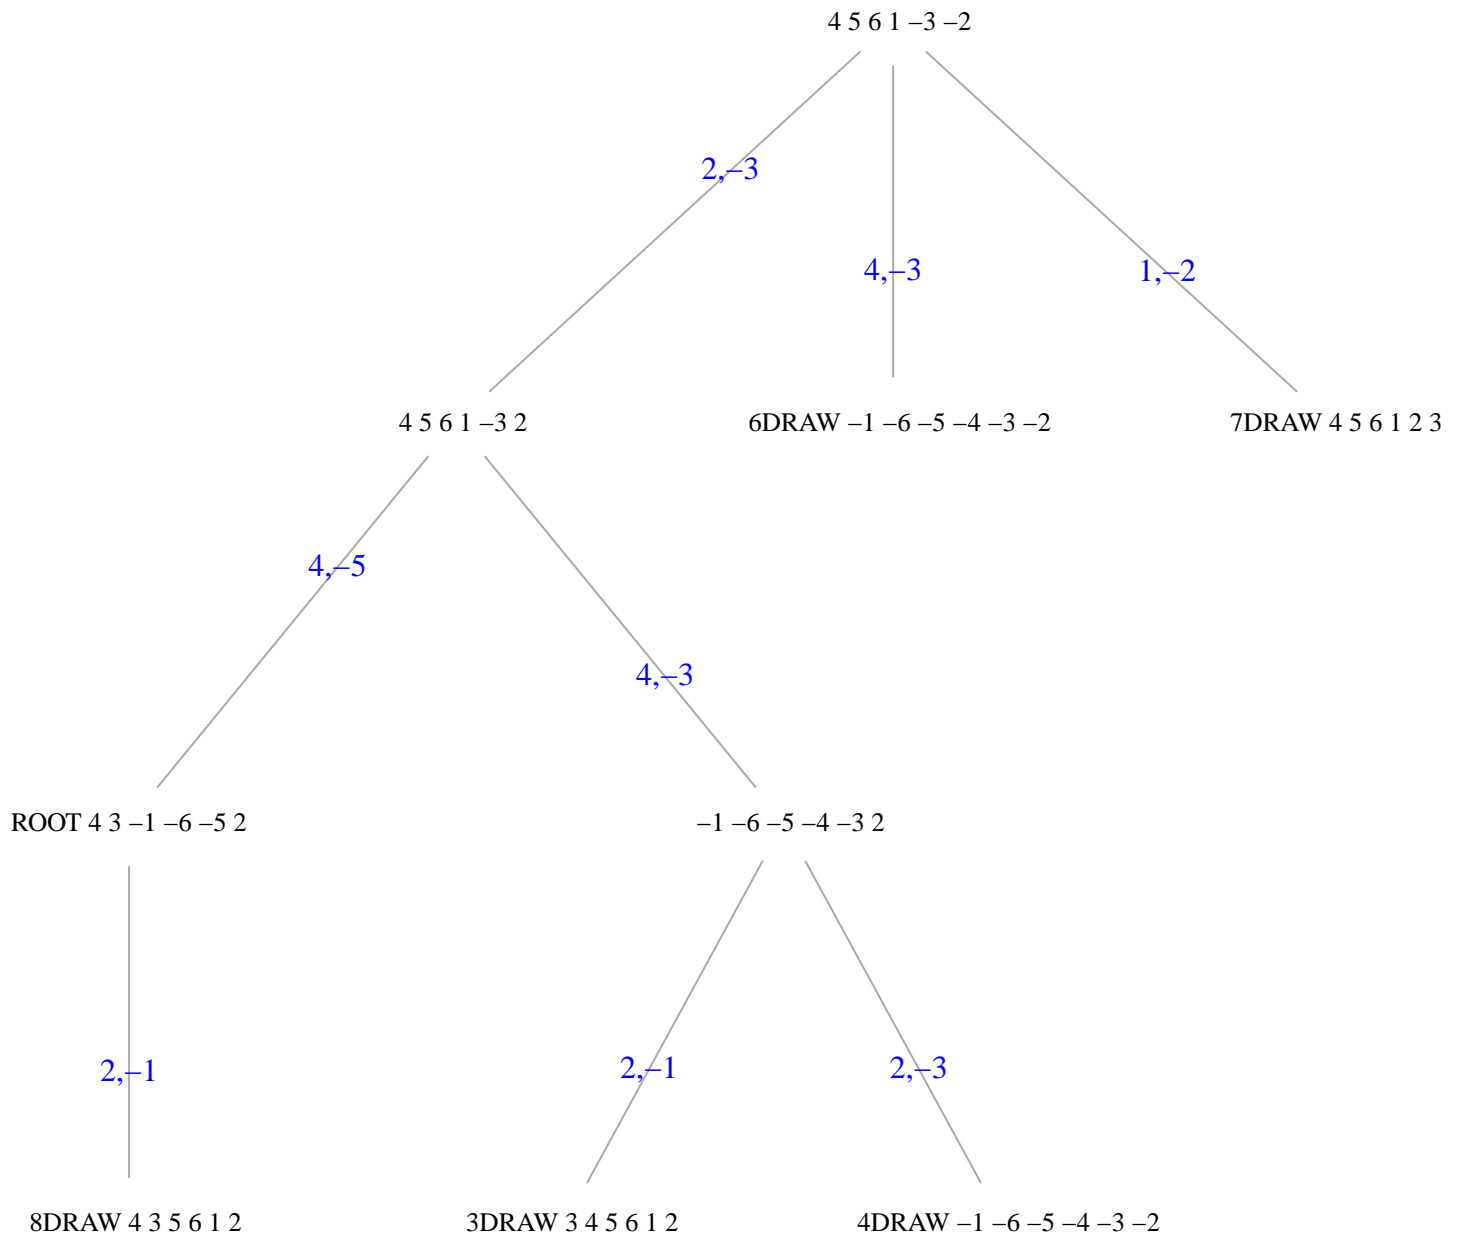 4 5 6 1 –3 –2
2,–3
4,–3
1,–2
4 5 6 1 –3 2
6DRAW –1 –6 –5 –4 –3 –2
7DRAW 4 5 6 1 2 3
4,–5
4,–3
ROOT 4 3 –1 –6 –5 2
–1 –6 –5 –4 –3 2
2,–1
2,–1
2,–3
8DRAW 4 3 5 6 1 2
3DRAW 3 4 5 6 1 2
4DRAW –1 –6 –5 –4 –3 –2